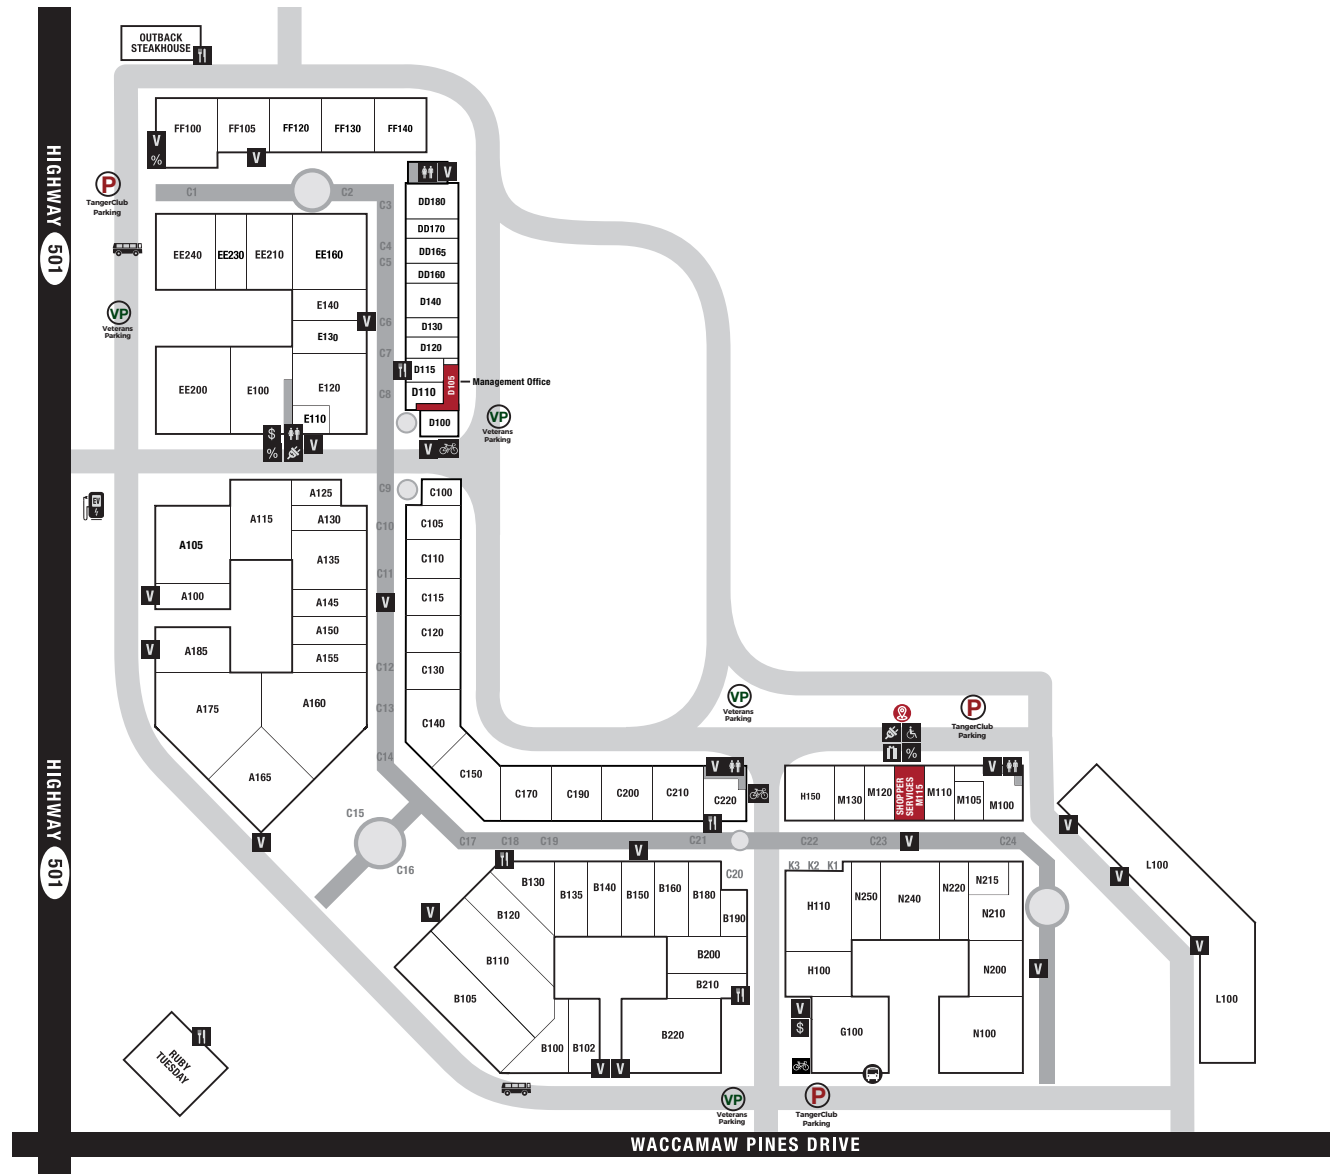 OUTBACK
STEAKHOUSE
FF100
FF105
FF120
FF130
FF140
V
%
V
HIGHWAY
501
P
TangerClub
Parking
C1
C2
V
C3
DD180
DD170
DD165
DD160
D140
D130
D120
D115
D110
D105
D100
Management Office
C4
C5
C6
C7
C8
EE240
EE230
EE210
EE160
E140
E130
V
EE200
E100
E120
E110
$
%
V
VP
Veterans
Parking
VP
Veterans
Parking
V
EV
C9
C10
C11
V
C12
C13
C14
A125
A115
A130
A105
A135
A100
V
A145
A150
A155
V
A185
A175
A160
A165
V
C100
C105
C110
C115
C120
C130
C140
C150
C170
C190
C200
C210
C220
V
VP
Veterans
Parking
P
TangerClub
Parking
%
H150
M130
M120
SHOPPER
SERVICES
M115
M110
M105
M100
V
HIGHWAY
501
C15
C16
C17
C18
C19
C21
C22
C23
V
C24
V
C20
K3
K2
K1
B130
B135
B140
B150
B160
B180
B190
B120
B110
B105
B200
B210
B220
B100
B102
V
V
V
H110
H100
N250
N240
N220
N215
N210
N200
N100
G100
V
$
V
V
V
V
L100
L100
RUBY
TUESDAY
VP
Veterans
Parking
P
TangerClub
Parking
WACCAMAW PINES DRIVE